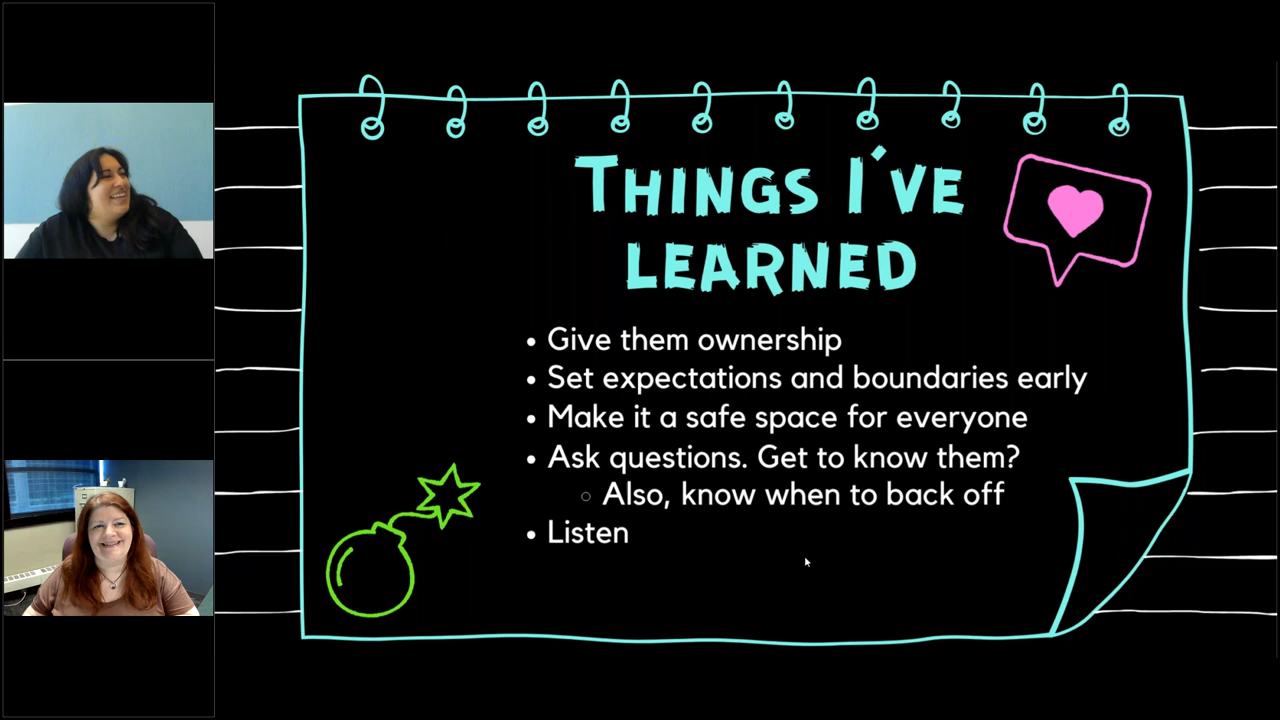 THINGS I'VE
LEARNED
• Give them ownership
• Set expectations and boundaries early
• Make it a safe space for everyone
• Ask questions. Get to know them?
○ Also, know when to back off
• Listen